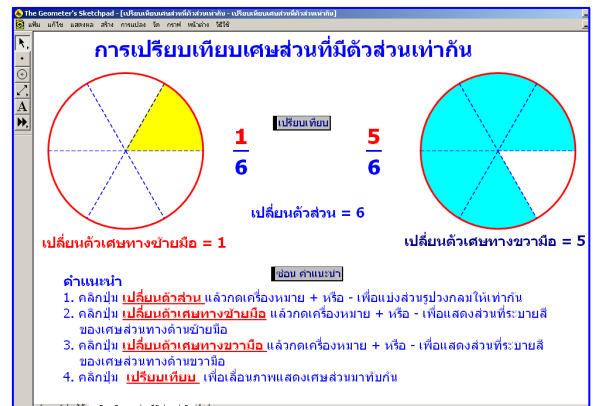 The Geometer's Sketchpad - [เปรียบเทียบเศษส่วนที่ตัวส่วนเท่ากัน - เปรียบเทียบเศษส่วนที่ตัวส่วนเท่ากัน]
แฟ้ม แก้ไข แสดงผล สร้าง การแปลง วัด กราฟ หน้าต่าง วิธีใช้
การเปรียบเทียบเศษส่วนที่มีตัวส่วนเท่ากัน
เปรียบเทียบ
1
6
5
6
เปลี่ยนตัวส่วน = 6
เปลี่ยนตัวเศษทางซ้ายมือ = 1
เปลี่ยนตัวเศษทางขวามือ = 5
ซ่อน คำแนะนำ
คำแนะนำ
1. คลิกปุ่ม เปลี่ยนตัวส่วน แล้วกดเครื่องหมาย + หรือ - เพื่อแบ่งส่วนรูปวงกลมให้เท่ากัน
2. คลิกปุ่ม เปลี่ยนตัวเศษทางซ้ายมือ แล้วกดเครื่องหมาย + หรือ - เพื่อแสดงส่วนที่ระบายสี
ของเศษส่วนทางด้านซ้ายมือ
3. คลิกปุ่ม เปลี่ยนตัวเศษทางขวามือ แล้วกดเครื่องหมาย + หรือ - เพื่อแสดงส่วนที่ระบายสี
ของเศษส่วนทางด้านขวามือ
4. คลิกปุ่ม เปรียบเทียบ เพื่อเลื่อนภาพแสดงเศษส่วนมาทับกัน